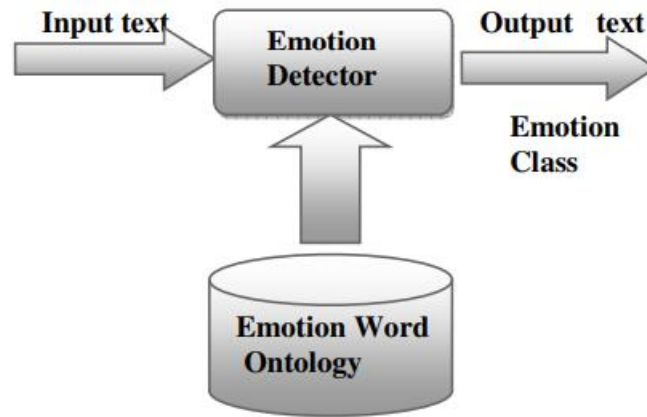 Input text
Emotion
Detector
Output text
Emotion
Class
Emotion Word
Ontology